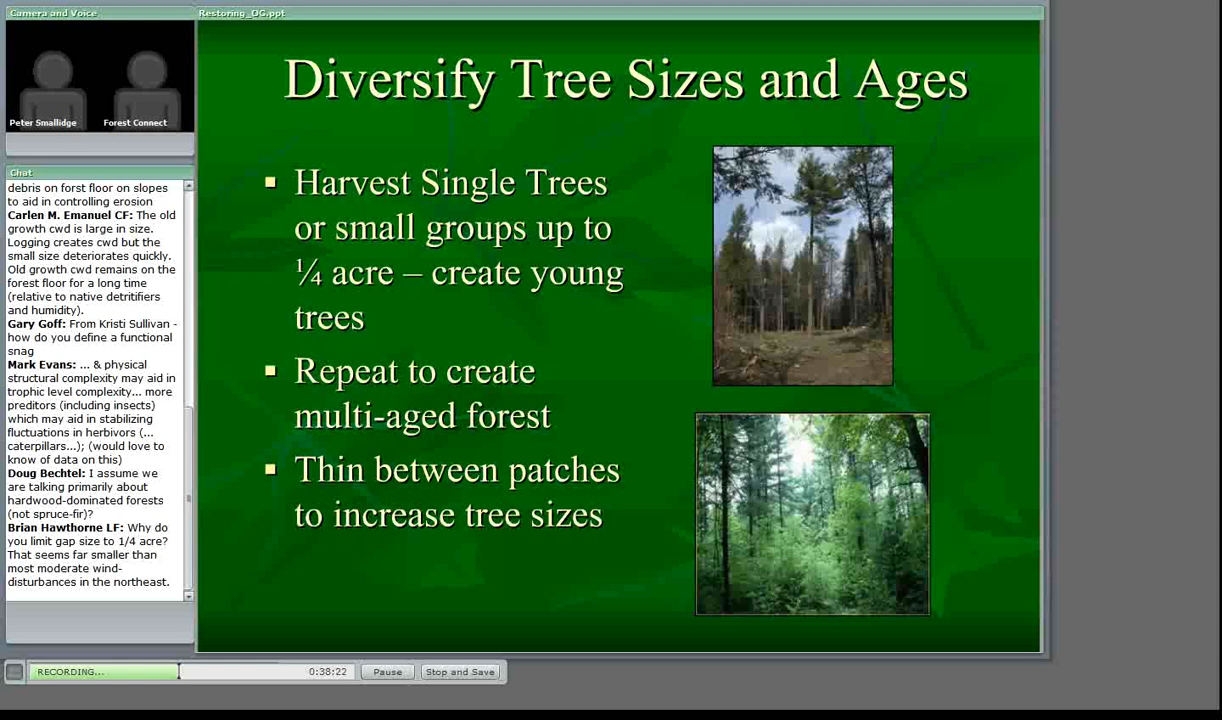 Camera and Voice
Restoring_OG.ppt
Peter Smallidge
Forest Connect
Chat
debris on forst floor on slopes
to aid in controlling erosion
Carlen M. Emanuel CF: The old
growth cwd is large in size.
Logging creates cwd but the
small size deteriorates quickly.
Old growth cwd remains on the
forest floor for a long time
(relative to native detritifiers
and humidity).
Gary Goff: From Kristi Sullivan -
how do you define a functional
snag
Mark Evans: ... & physical
structural complexity may aid in
trophic level complexity... more
preditors (including insects)
which may aid in stabilizing
fluctuations in herbivors (...
caterpillars...); (would love to
know of data on this)
Doug Bechtel: I assume we
are talking primarily about
hardwood-dominated forests
(not spruce-fir)?
Brian Hawthorne LF: Why do
you limit gap size to 1/4 acre?
That seems far smaller than
most moderate wind-
disturbances in the northeast.
Diversify Tree Sizes and Ages
▪ Harvest Single Trees
or small groups up to
¼ acre – create young
trees
▪ Repeat to create
multi-aged forest
▪ Thin between patches
to increase tree sizes
RECORDING...
0:38:22
Pause
Stop and Save